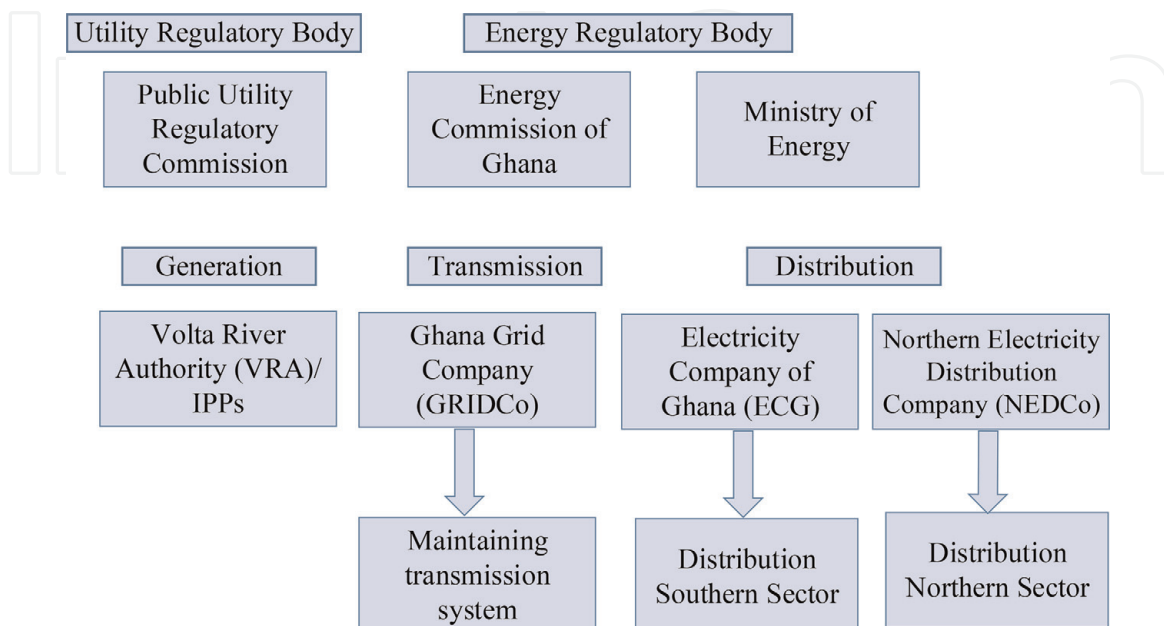 Utility Regulatory Body
Energy Regulatory Body
Public Utility
Regulatory
Commission
Energy
Commission of
Ghana
Ministry of
Energy
Generation
Transmission
Distribution
Volta River
Authority (VRA)/
IPPs
Ghana Grid
Company
(GRIDCo)
Electricity
Company of
Ghana (ECG)
Northern Electricity
Distribution
Company (NEDCo)
Maintaining
transmission
system
Distribution
Southern Sector
Distribution
Northern Sector